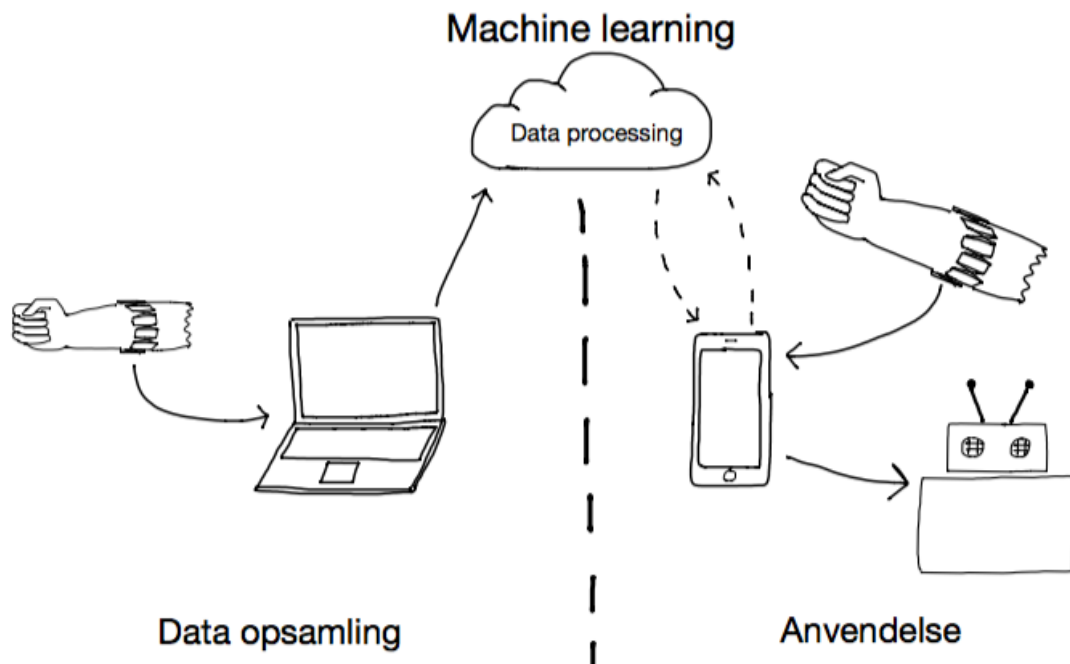 Machine learning
Data processing
Data opsamling
Anvendelse